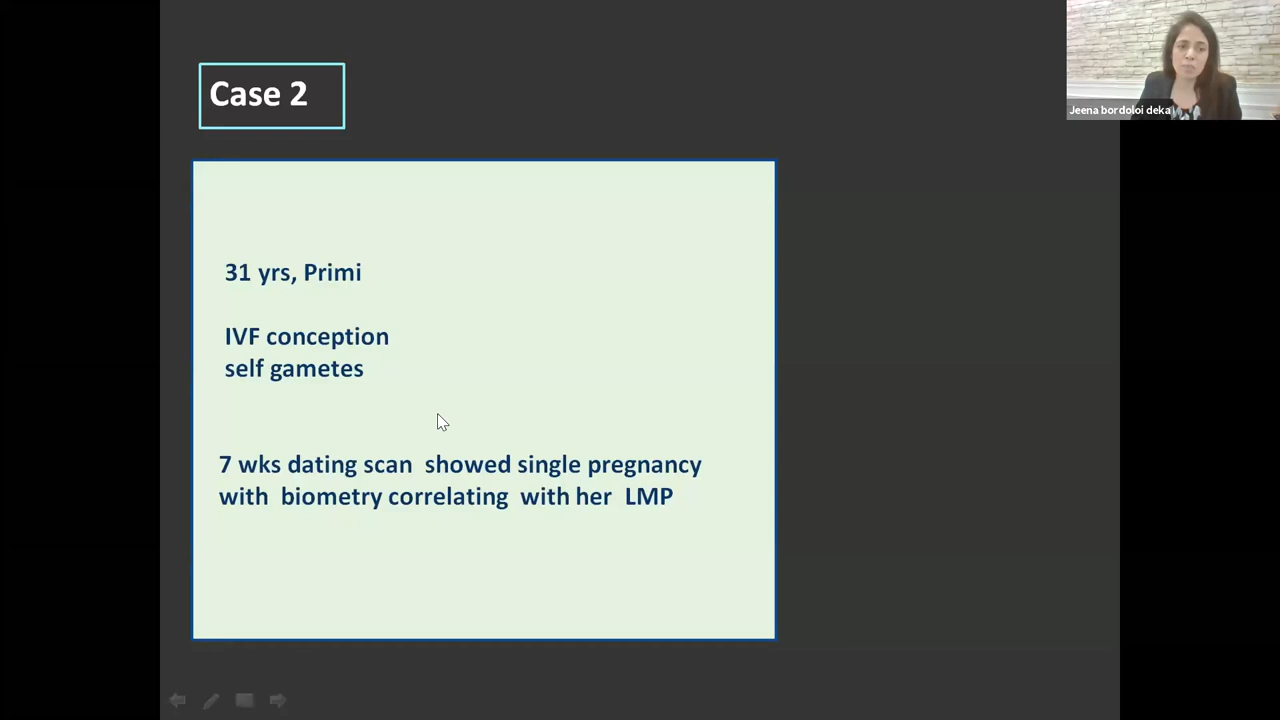 Case 2
Jeena bordoloi deka
31 yrs, Primi
IVF conception
self gametes
7 wks dating scan showed single pregnancy
with biometry correlating with her LMP